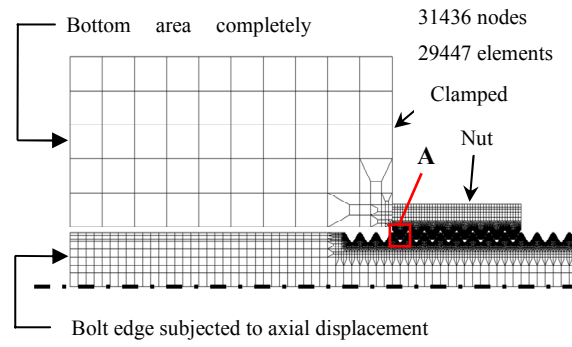 Bottom area completely
31436 nodes
29447 elements
Clamped
Nut
A
Bolt edge subjected to axial displacement